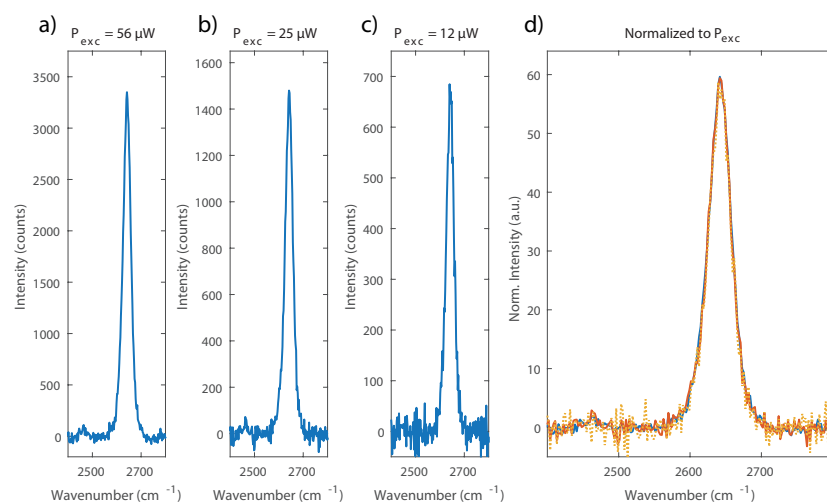 a) P exc = 56 µW
3500
3000
2500
2000
1500
1000
500
0
Intensity (counts)
2500 2700
Wavenumber (cm -1)
b) P exc = 25 µW
1600
1400
1200
1000
800
600
400
200
0
Intensity (counts)
2500 2700
Wavenumber (cm -1)
c) P exc = 12 µW
700
600
500
400
300
200
100
0
Intensity (counts)
2500 2700
Wavenumber (cm -1)
d) Normalized to Pexc
60
50
40
30
20
10
0
Norm. Intensity (a.u.)
2500 2600 2700
Wavenumber (cm -1)